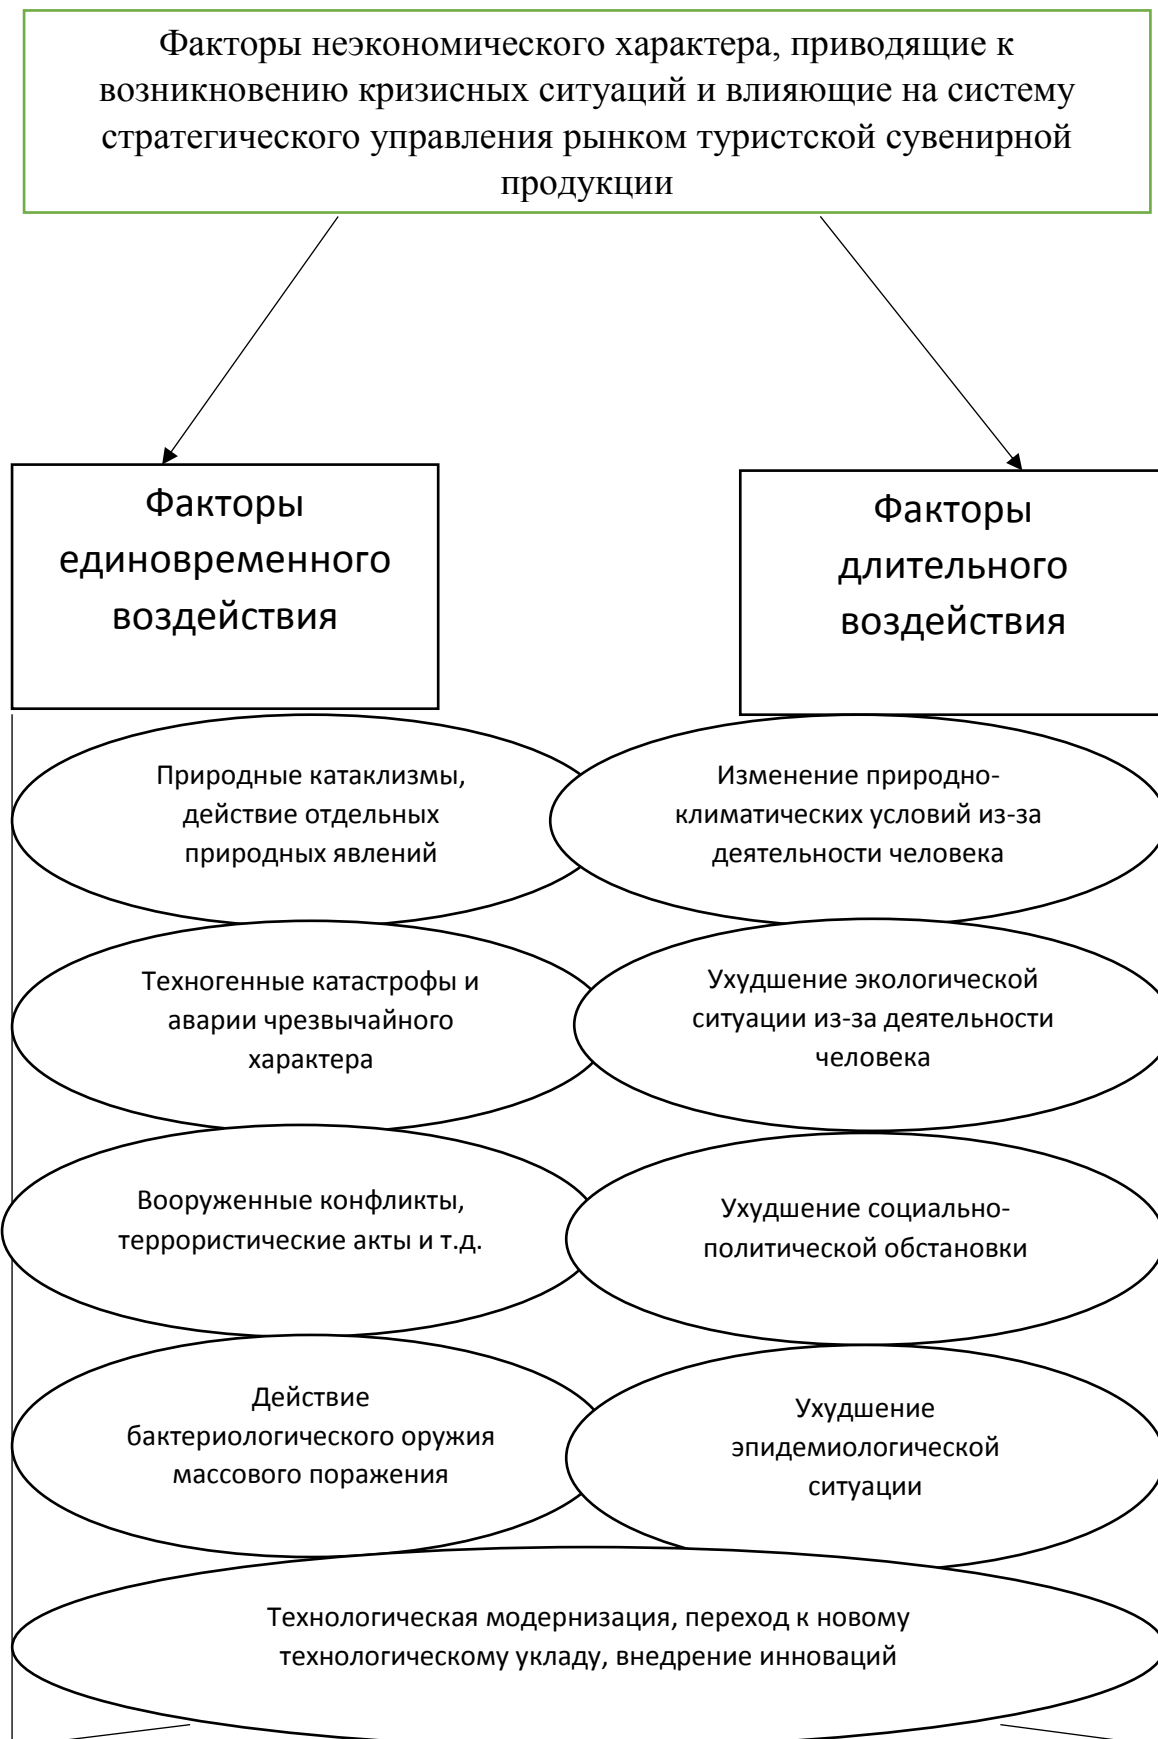 Факторы неэкономического характера, приводящие к
возникновению кризисных ситуаций и влияющие на систему
стратегического управления рынком туристской сувенирной
продукции
Факторы
единовременного
воздействия
Факторы
длительного
воздействия
Природные катаклизмы,
действие отдельных
природных явлений
Изменение природно-
климатических условий из-за
деятельности человека
Техногенные катастрофы и
аварии чрезвычайного
характера
Ухудшение экологической
ситуации из-за деятельности
человека
Вооруженные конфликты,
террористические акты и т.д.
Ухудшение социально-
политической обстановки
Действие
бактериологического оружия
массового поражения
Ухудшение
эпидемиологической
ситуации
Технологическая модернизация, переход к новому
технологическому укладу, внедрение инноваций